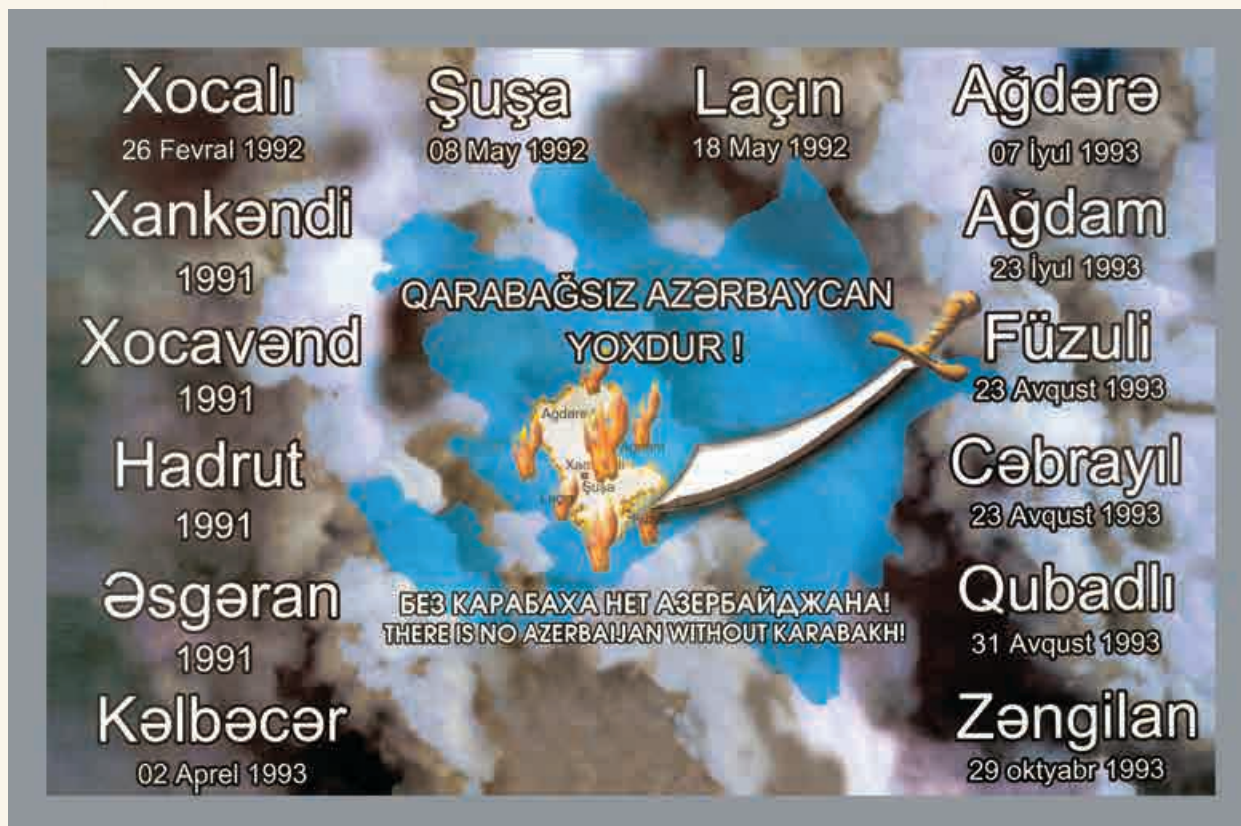 Xocalı
26 Fevral 1992
Şuşa
08 May 1992
Laçın
18 May 1992
Ağdərə
07 İyul 1993
Xankəndi
1991
Ağdam
23 İyul 1993
QARABAĞSIZ AZƏRBAYCAN
YOXDUR !
Xocavənd
1991
Füzuli
23 Avqust 1993
Ağdərə
Şuşa
Hadrut
1991
Cəbrayıl
23 Avqust 1993
Əsgəran
1991
Qubadlı
31 Avqust 1993
БЕЗ КАРАБАХА НЕТ АЗЕРБАЙДЖАНА!
THERE IS NO AZERBAIJAN WITHOUT KARABAKH!
Kəlbəcər
02 Aprel 1993
Zəngilan
29 oktyabr 1993